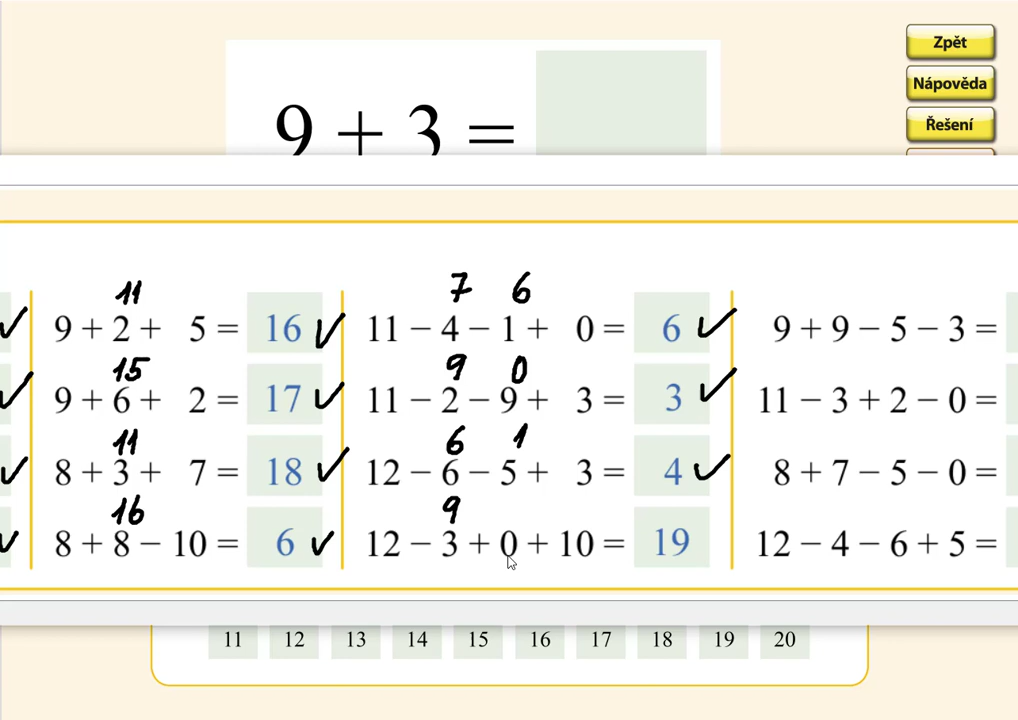 Zpět
Nápověda
9 + 3 =
Řešení
11 7 6
9 + 2 + 5 = 16 11 − 4 − 1 + 0 = 6 9 + 9 − 5 − 3 =
15 9 0
9 + 6 + 2 = 17 11 − 2 − 9 + 3 = 3 11 − 3 + 2 − 0 =
11 6 1
8 + 3 + 7 = 18 12 − 6 − 5 + 3 = 4 8 + 7 − 5 − 0 =
16 9
8 + 8 − 10 = 6 12 − 3 + 0 + 10 = 19 12 − 4 − 6 + 5 =
11 12 13 14 15 16 17 18 19 20